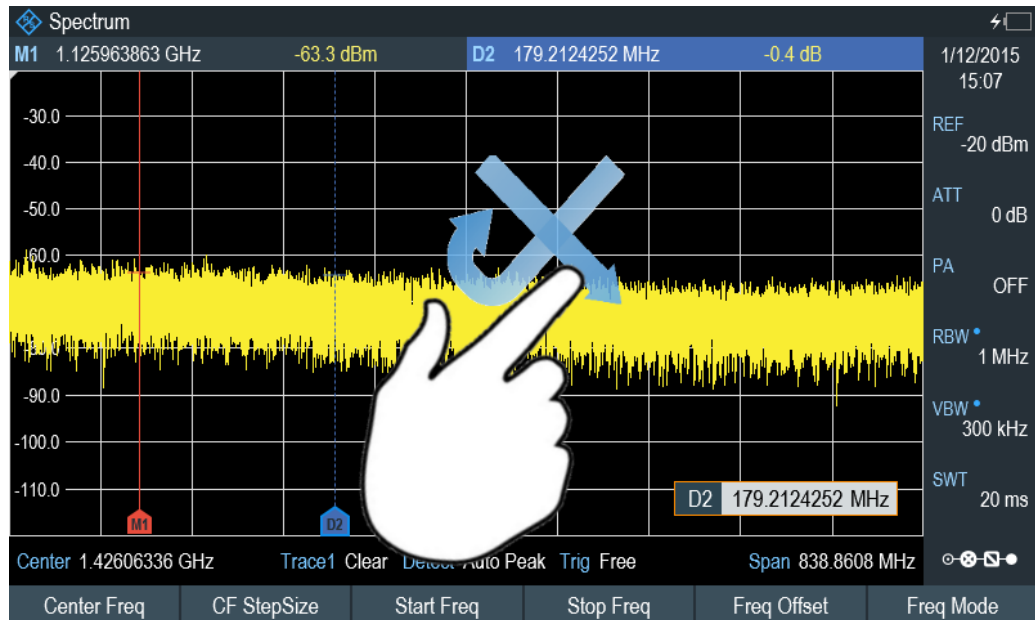 Spectrum
M1 1.125963863 GHz -63.3 dBm D2 179.2124252 MHz -0.4 dB
1/12/2015
15:07
-30.0
-40.0
-50.0
-60.0
-80.0
-90.0
-100.0
-110.0
REF
-20 dBm
ATT
0 dB
PA
OFF
RBW
1 MHz
VBW
300 kHz
SWT
20 ms
D2 179.2124252 MHz
M1
D2
Center 1.42606336 GHz Trace1 Clear Detect Auto Peak Trig Free Span 838.8608 MHz
Center Freq CF StepSize Start Freq Stop Freq Freq Offset Freq Mode